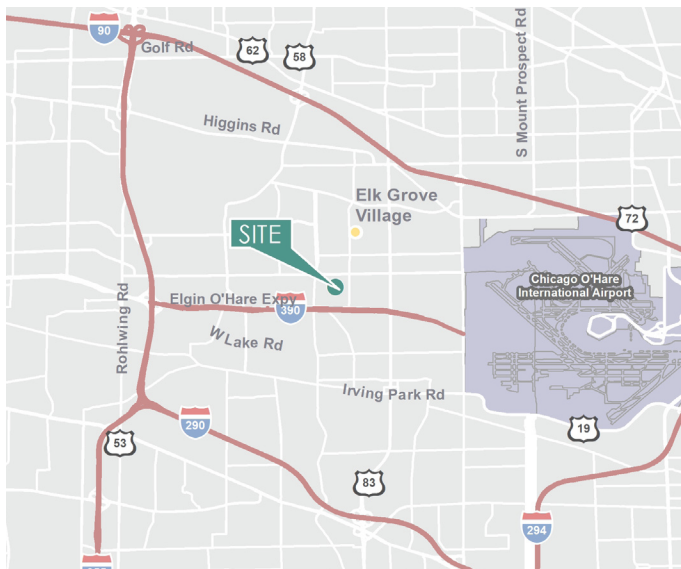 90
Golf Rd
62
58
S Mount Prospect Rd
Higgins Rd
Elk Grove
Village
72
SITE
Chicago O'Hare
International Airport
Elgin O'Hare Expy
390
Rohlwing Rd
W Lake Rd
Irving Park Rd
290
19
53
83
294